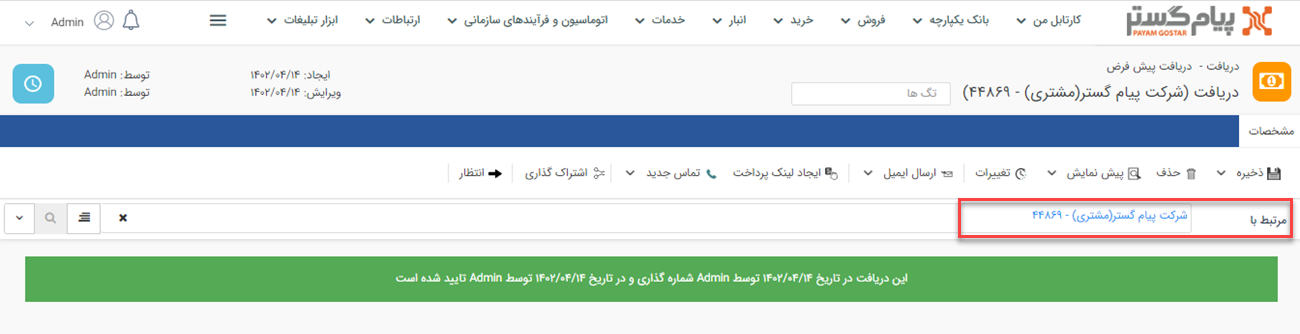 پیام گستر
PAYAM GOSTAR
کارتابل من
بانک یکپارچه
فروش
خرید
انبار
خدمات
اتوماسیون و فرآیندهای سازمانی
ارتباطات
ابزار تبلیغات
Admin
دریافت - دریافت پیش فرض
دریافت (شرکت پیام گستر(مشتری) - ۴۴۸۶۹)
تگ ها
ایجاد: ۱۴۰۲/۰۴/۱۴ توسط: Admin
ویرایش: ۱۴۰۲/۰۴/۱۴ توسط: Admin
مشخصات
ذخیره
حذف
پیش نمایش
تغییرات
ارسال ایمیل
ایجاد لینک پرداخت
تماس جدید
اشتراک گذاری
انتظار
مرتبط با
شرکت پیام گستر(مشتری) - ۴۴۸۶۹
این دریافت در تاریخ ۱۴۰۲/۰۴/۱۴ توسط Admin شماره گذاری و در تاریخ ۱۴۰۲/۰۴/۱۴ توسط Admin تایید شده است